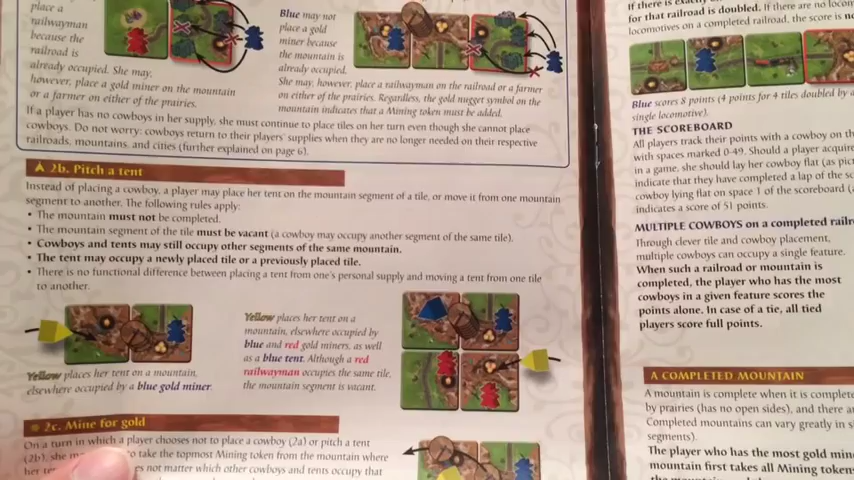 place a
railwayman
because
the
railroad is
already occupied. She may,
however, place a gold miner on the mountain
or a farmer on either of the prairies.
Blue may not
place a gold
miner because
the mountain
is already
occupied.
She may, however, place a railwayman on the railroad or a farmer
on either of the prairies. Regardless, the gold nugget symbol on the
mountain indicates that a Mining token must be added.
If a player has no cowboys in her supply, she must continue to place tiles on her turn even though she cannot place
cowboys. Do not worry: cowboys return to their players' supplies when they are no longer needed on their respective
railroads, mountains, and cities (further explained on page 6).
2b. Pitch a tent
Instead of placing a cowboy, a player may place her tent on the mountain segment of a tile, or move it from one mountain
segment to another. The following rules apply:
• The mountain must not be completed.
• The mountain segment of the tile must be vacant (a cowboy may occupy another segment of the same tile).
• Cowboys and tents may still occupy other segments of the same mountain.
• The tent may occupy a newly placed tile or a previously placed tile.
• There is no functional difference between placing a tent from one's personal supply and moving a tent from one tile
to another.
Yellow places her tent on a mountain,
elsewhere occupied by a blue gold miner.
Yellow places her tent on a
mountain, elsewhere occupied by
blue and red gold miners, as well
as a blue tent. Although a red
railwayman occupies the same tile,
the mountain segment is vacant.
2c. Mine for gold
On a turn in which a player chooses not to place a cowboy (2a) or pitch a tent
(2b), she to take the topmost Mining token from the mountain where
her not matter which other cowboys and tents occupy that
for that railroad is doubled. If there are no
locomotives on a completed railroad, the score is
Blue scores 8 points (4 points for 4 tiles doubled by a
single locomotive).
THE SCOREBOARD
All players track their points with a cowboy on the
with spaces marked 0-49. Should a player acquire
in a game, she should lay her cowboy flat (as
indicate that they have completed a lap of the
cowboy lying flat on space 1 of the scoreboard
indicates a score of 51 points.
MULTIPLE COWBOYS on a completed
Through clever tile and cowboy placement,
multiple cowboys can occupy a single feature.
When such a railroad or mountain is
completed, the player who has the most
cowboys in a given feature scores the
points alone. In case of a tie, all tied
players score full points.
A COMPLETED MOUNTAIN
A mountain is complete when it is
by prairies (has no open sides), and there
Completed mountains can vary greatly in
segments).
The player who has the most gold
mountain first takes all Mining